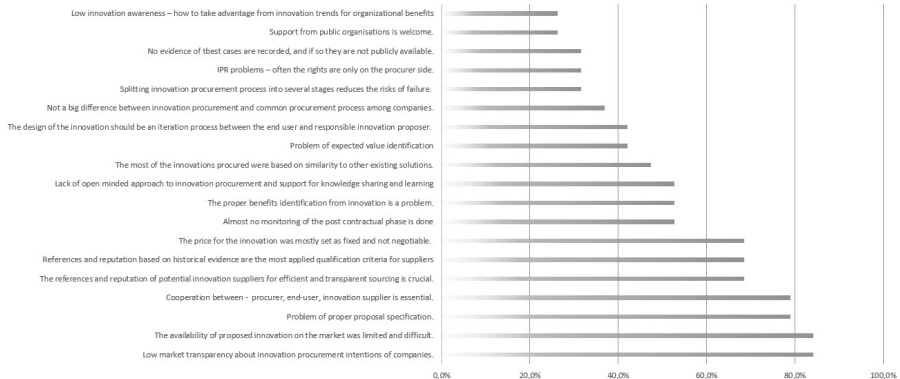 Low innovation awareness – how to take advantage from innovation trends for organizational benefits
Support from public organisations is welcome.
No evidence of tbest cases are recorded, and if so they are not publicly available.
IPR problems – often the rights are only on the procurer side.
Splitting innovation procurement process into several stages reduces the risks of failure.
Not a big difference between innovation procurement and common procurement process among companies.
The design of the innovation should be an iteration process between the end user and responsible innovation proposer.
Problem of expected value identification
The most of the innovations procured were based on similarity to other existing solutions.
Lack of open minded approach to innovation procurement and support for knowledge sharing and learning
The proper benefits identification from innovation is a problem.
Almost no monitoring of the post contractual phase is done
The price for the innovation was mostly set as fixed and not negotiable.
References and reputation based on historical evidence are the most applied qualification criteria for suppliers
The references and reputation of potential innovation suppliers for efficient and transparent sourcing is crucial.
Cooperation between - procurer, end-user, innovation supplier is essential.
Problem of proper proposal specification.
The availability of proposed innovation on the market was limited and difficult.
Low market transparency about innovation procurement intentions of companies.
0,0% 20,0% 40,0% 60,0% 80,0% 100,0%